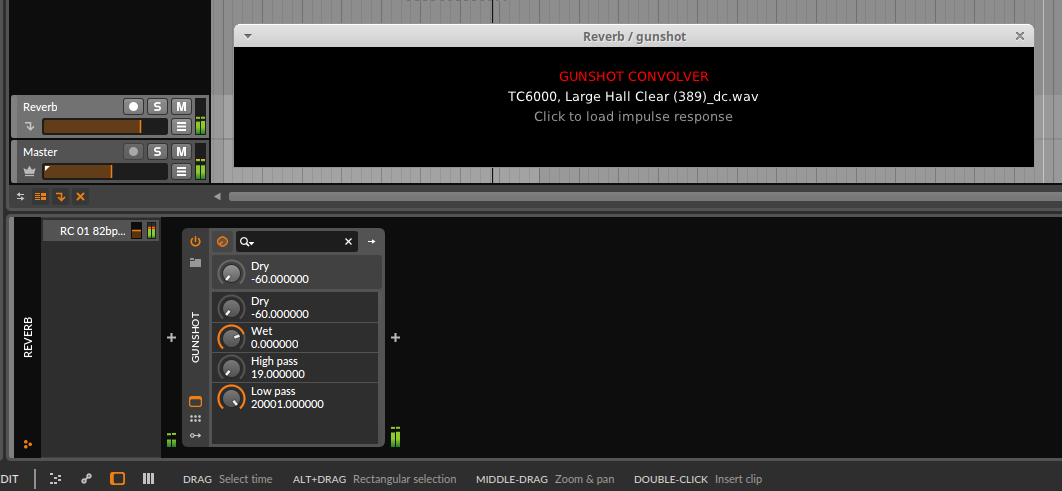 Reverb / gunshot
GUNSHOT CONVOLVER
TC6000, Large Hall Clear (389)_dc.wav
Click to load impulse response
Reverb
S
M
Master
S
M
REVERB
RC 01 82bp...
GUNSHOT
Dry
-60.000000
Dry
-60.000000
Wet
0.000000
High pass
19.000000
Low pass
20001.000000
DIT
DRAG Select time ALT+DRAG Rectangular selection MIDDLE-DRAG Zoom & pan DOUBLE-CLICK Insert clip